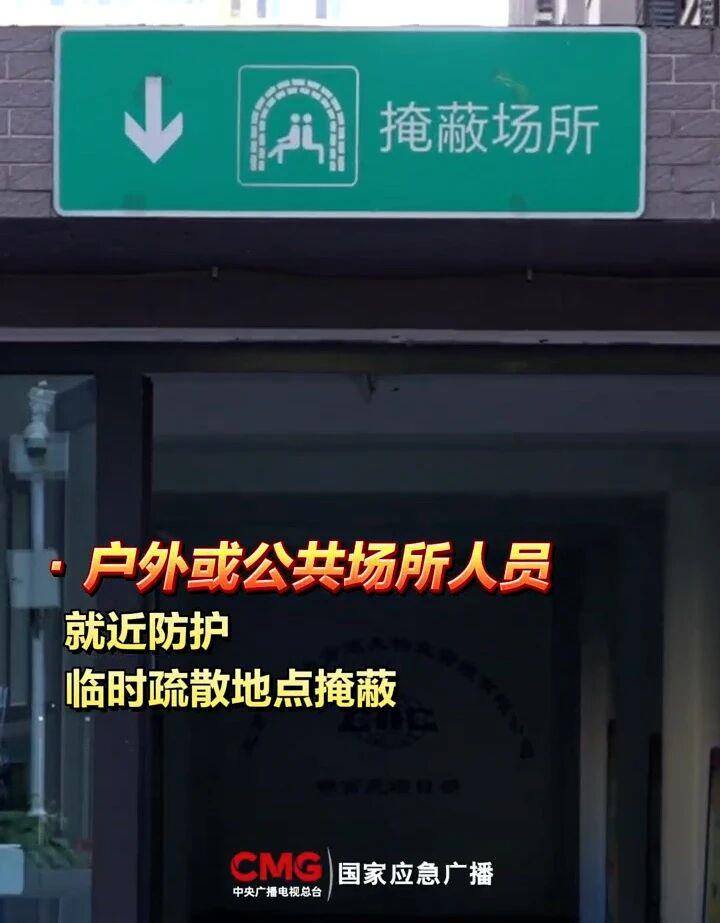 掩蔽场所
· 户外或公共场所人员
就近防护
临时疏散地点掩蔽
CMG
中央广播电视总台
国家应急广播